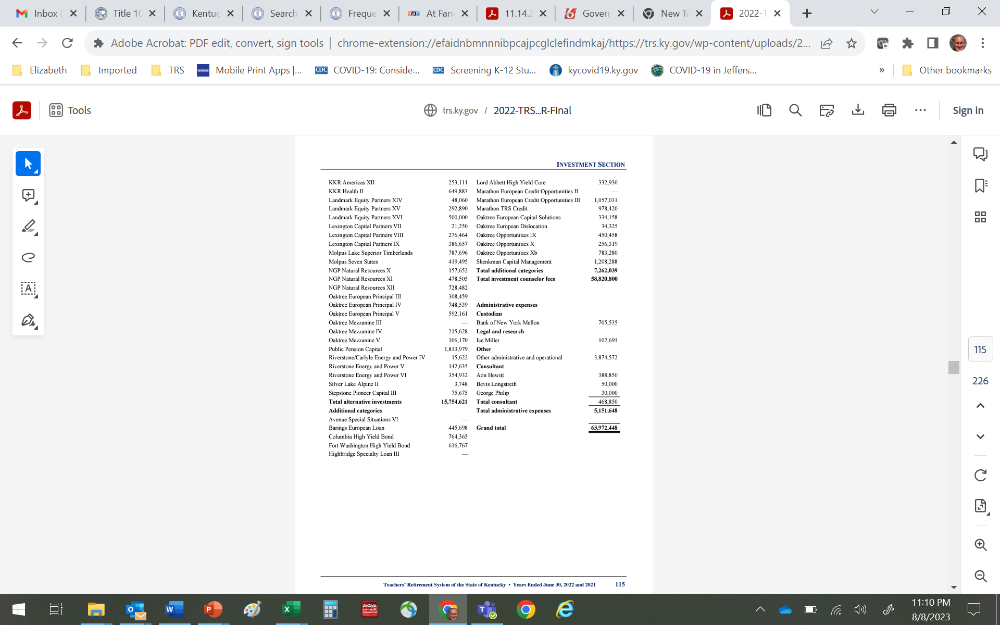 Inbox (
Title 10
Kentuc
Search
Freque
npr
At Fan
11.14.2
Govern
New Ta
2022-T
Adobe Acrobat: PDF edit, convert, sign tools
chrome-extension://efaidnbmnnnibpcajpcglclefindmkaj/https://trs.ky.gov/wp-content/uploads/2...
Elizabeth
Imported
TRS
brother
Mobile Print Apps |...
CDC
COVID-19: Conside...
CDC
Screening K-12 Stu...
kycovid19.ky.gov
COVID-19 in Jeffers...
»
Other bookmarks
Tools
trs.ky.gov / 2022-TRS...R-Final
Sign in
INVESTMENT SECTION
KKR Americas XII 253,111
KKR Health II 649,883
Landmark Equity Partners XIV 48,060
Landmark Equity Partners XV 292,890
Landmark Equity Partners XVI 500,000
Lexington Capital Partners VII 21,250
Lexington Capital Partners VIII 276,464
Lexington Capital Partners IX 386,657
Molpus Lake Superior Timberlands 787,696
Molpus Seven States 419,495
NGP Natural Resources X 157,652
NGP Natural Resources XI 478,505
NGP Natural Resources XII 728,482
Oaktree European Principal III 308,459
Oaktree European Principal IV 748,539
Oaktree European Principal V 592,161
Oaktree Mezzanine III —
Oaktree Mezzanine IV 215,628
Oaktree Mezzanine V 106,170
Public Pension Capital 1,813,979
Riverstone/Carlyle Energy and Power IV 15,622
Riverstone Energy and Power V 142,635
Riverstone Energy and Power VI 354,932
Silver Lake Alpine II 3,748
Stepstone Pioneer Capital III 75,675
Total alternative investments 15,754,621
Additional categories
Avenue Special Situations VI —
Barings European Loan 445,698
Columbia High Yield Bond 764,365
Fort Washington High Yield Bond 616,767
Highbridge Specialty Loan III —
Lord Abbett High Yield Core 332,930
Marathon European Credit Opportunities II —
Marathon European Credit Opportunities III 1,057,031
Marathon TRS Credit 978,420
Oaktree European Capital Solutions 334,158
Oaktree European Dislocation 34,325
Oaktree Opportunities IX 450,458
Oaktree Opportunities X 256,319
Oaktree Opportunities Xb 783,280
Shenkman Capital Management 1,208,288
Total additional categories 7,262,039
Total investment counselor fees 58,820,800
Administrative expenses
Custodian
Bank of New York Mellon 705,535
Legal and research
Ice Miller 102,691
Other
Other administrative and operational 3,874,572
Consultant
Aon Hewitt 388,850
Bevis Longstreth 50,000
George Philip 30,000
Total consultant 468,850
Total administrative expenses 5,151,648
Grand total 63,972,448
Teachers' Retirement System of the State of Kentucky • Years Ended June 30, 2022 and 2021 115
115
226
11:10 PM
8/8/2023